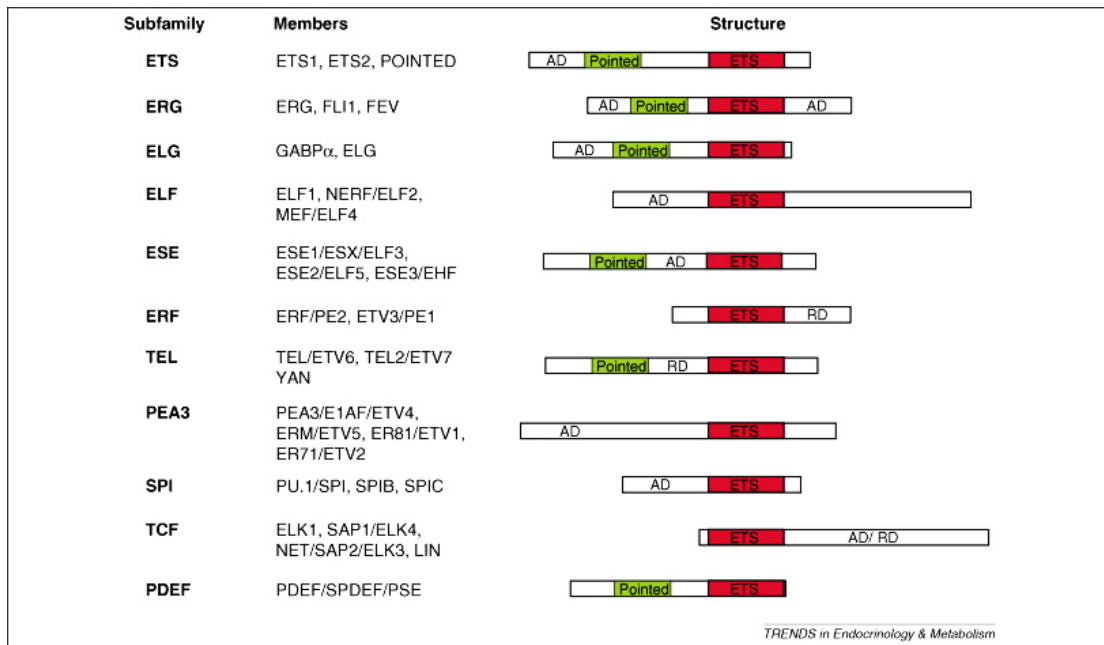 Subfamily Members Structure
ETS ETS1, ETS2, POINTED AD Pointed ETS
ERG ERG, FLI1, FEV AD Pointed ETS AD
ELG GABPα, ELG AD Pointed ETS
ELF ELF1, NERF/ELF2, AD ETS
MEF/ELF4
ESE ESE1/ESX/ELF3, Pointed AD ETS
ESE2/ELF5, ESE3/EHF
ERF ERF/PE2, ETV3/PE1 ETS RD
TEL TEL/ETV6, TEL2/ETV7 Pointed RD ETS
YAN
PEA3 PEA3/E1AF/ETV4,
ERM/ETV5, ER81/ETV1, AD ETS
ER71/ETV2
SPI PU.1/SPI, SPIB, SPIC AD ETS
TCF ELK1, SAP1/ELK4, ETS AD/ RD
NET/SAP2/ELK3, LIN
PDEF PDEF/SPDEF/PSE Pointed ETS
TRENDS in Endocrinology & Metabolism